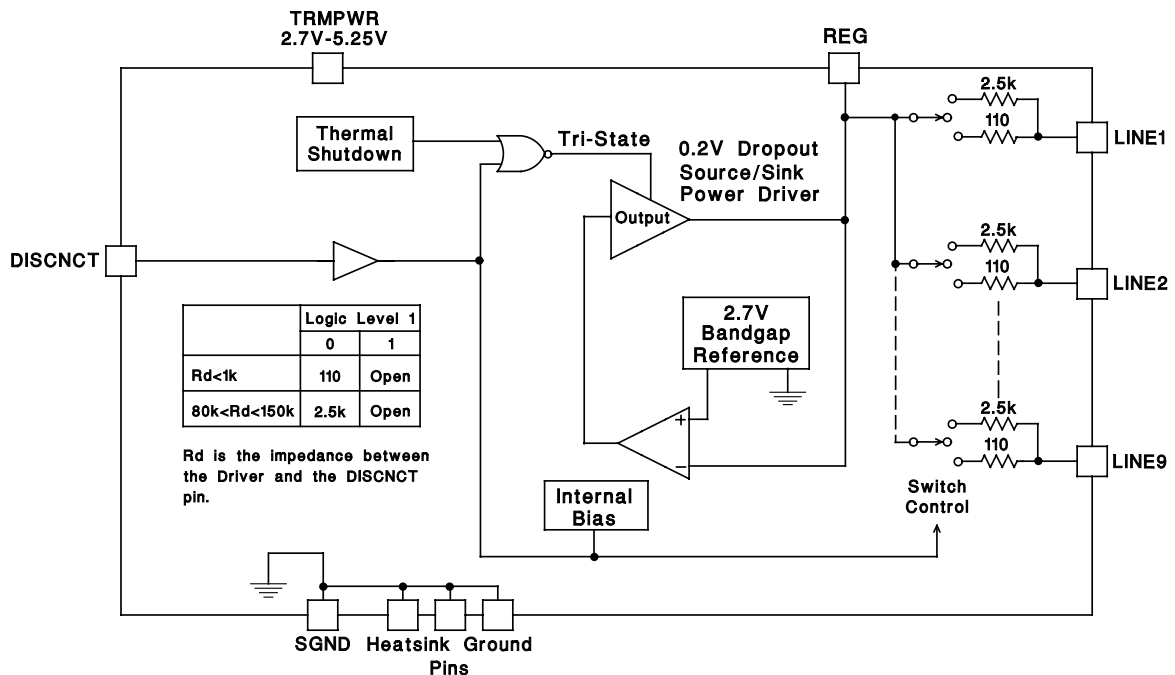 TRMPWR
2.7V-5.25V
REG
2.5k
110
LINE1
Thermal
Shutdown
Tri-State
0.2V Dropout
Source/Sink
Power Driver
Output
DISCNCT
2.5k
110
LINE2
Logic Level 1
0 1
Rd<1k 110 Open
80k<Rd<150k 2.5k Open
2.7V
Bandgap
Reference
+
−
Rd is the impedance between
the Driver and the DISCNCT
pin.
2.5k
110
LINE9
Switch
Control
Internal
Bias
SGND
Heatsink Ground
Pins